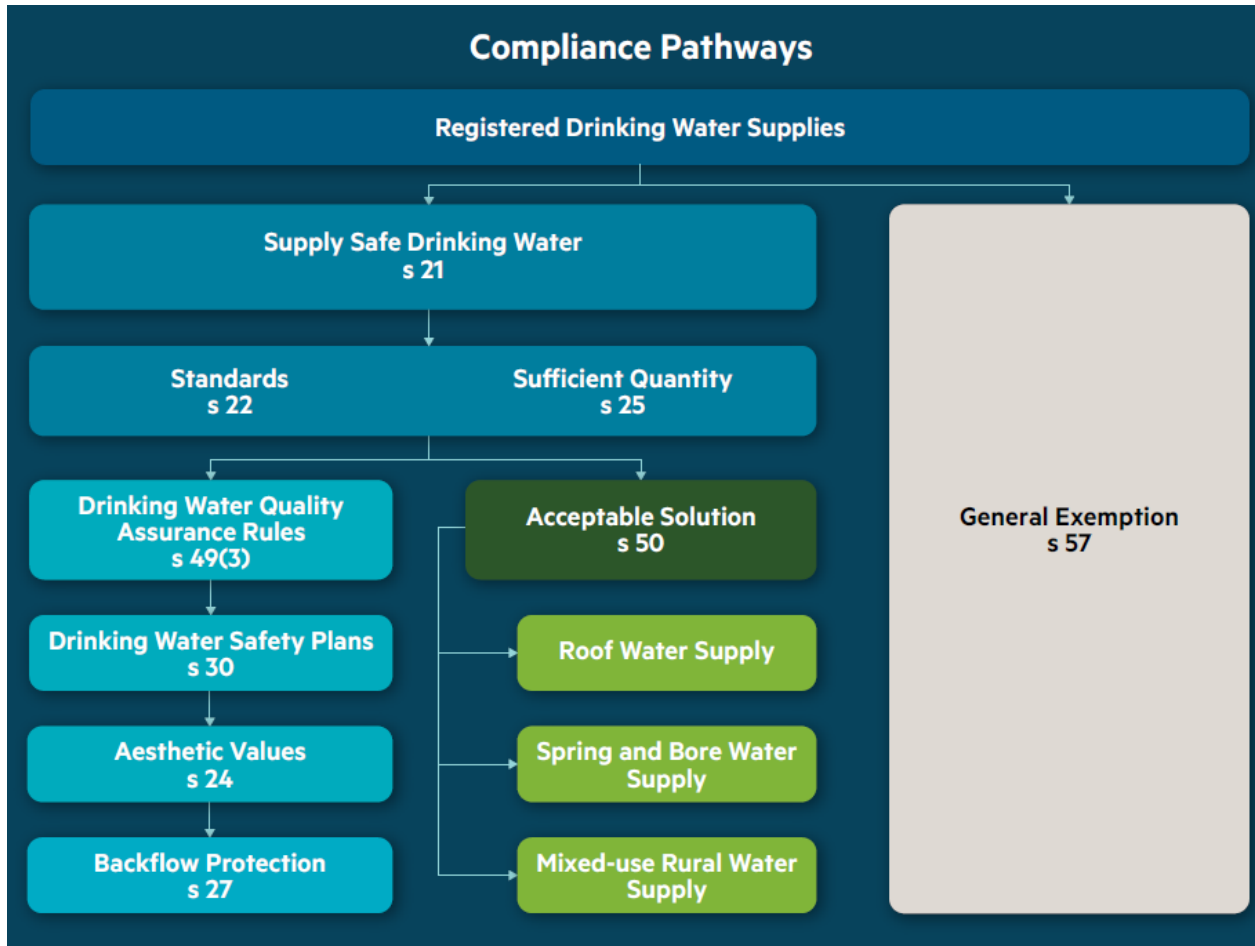 Compliance Pathways
Registered Drinking Water Supplies
Supply Safe Drinking Water
s 21
Standards
s 22
Sufficient Quantity
s 25
Drinking Water Quality
Assurance Rules
s 49(3)
Drinking Water Safety Plans
s 30
Aesthetic Values
s 24
Backflow Protection
s 27
Acceptable Solution
s 50
Roof Water Supply
Spring and Bore Water
Supply
Mixed-use Rural Water
Supply
General Exemption
s 57